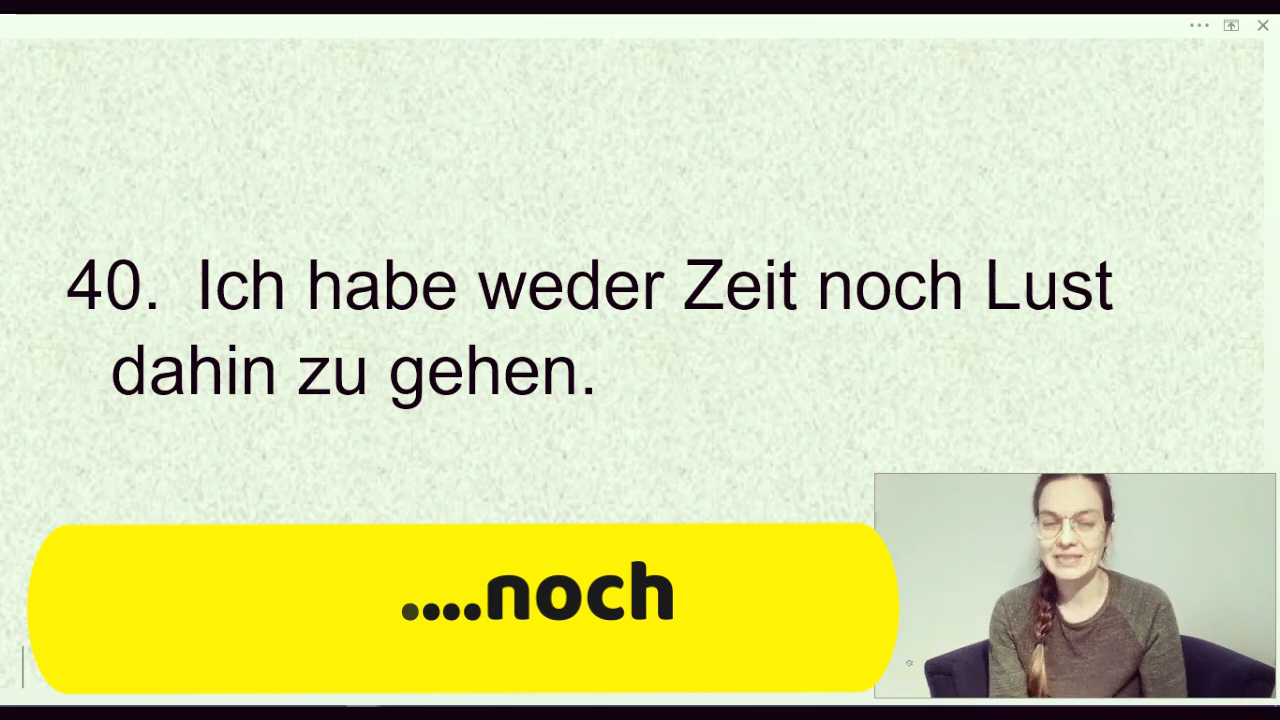 40. Ich habe weder Zeit noch Lust
dahin zu gehen.
....noch